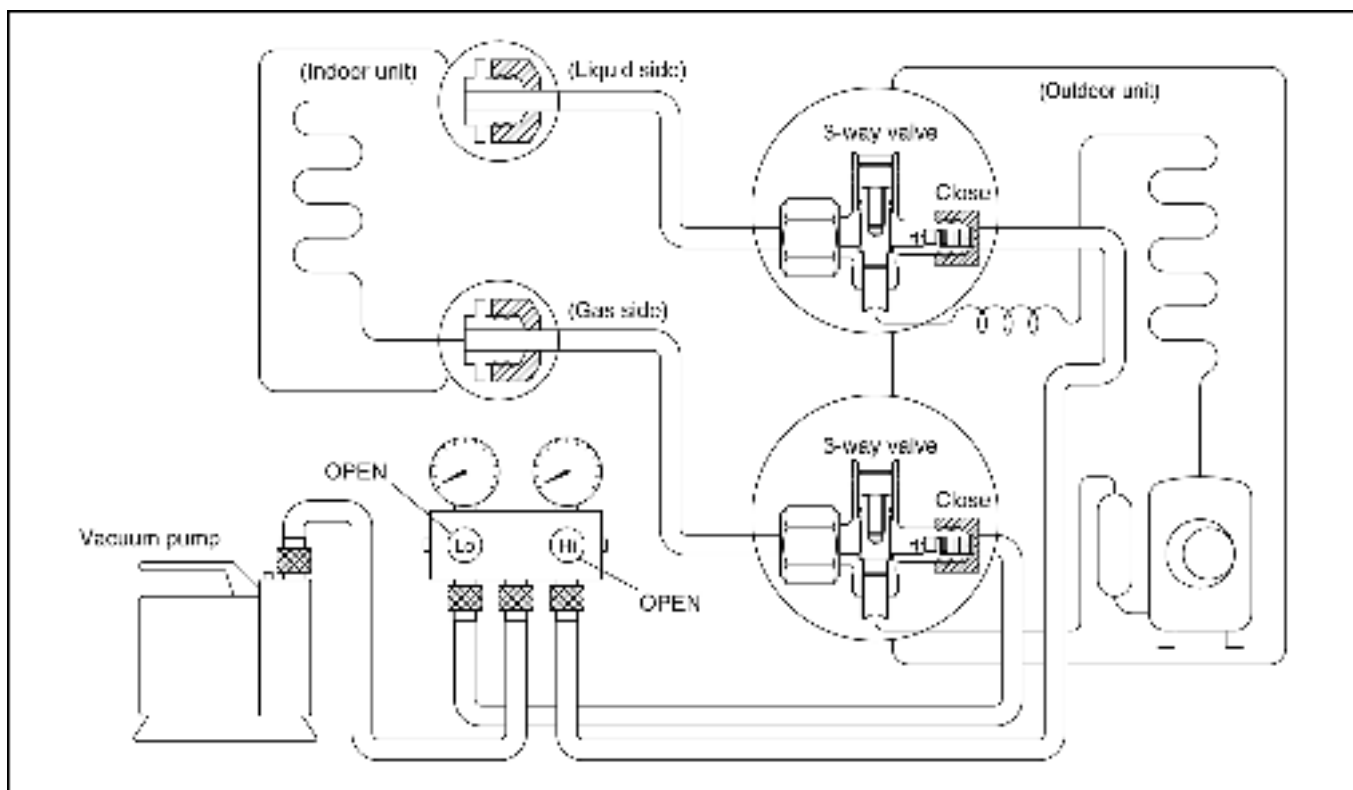 (Indoor unit)
(Liquid side)
(Outdoor unit)
3-way valve
Close
(Gas side)
3-way valve
Close
OPEN
Vacuum pump
Lo
Hi
OPEN